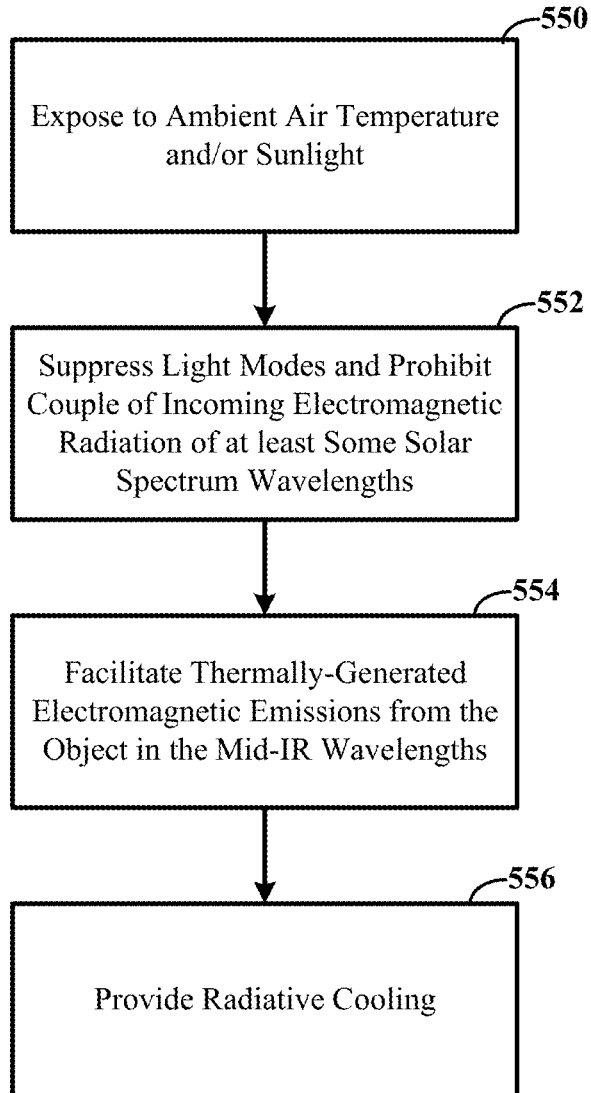 550
Expose to Ambient Air Temperature
and/or Sunlight
552
Suppress Light Modes and Prohibit
Couple of Incoming Electromagnetic
Radiation of at least Some Solar
Spectrum Wavelengths
554
Facilitate Thermally-Generated
Electromagnetic Emissions from the
Object in the Mid-IR Wavelengths
556
Provide Radiative Cooling